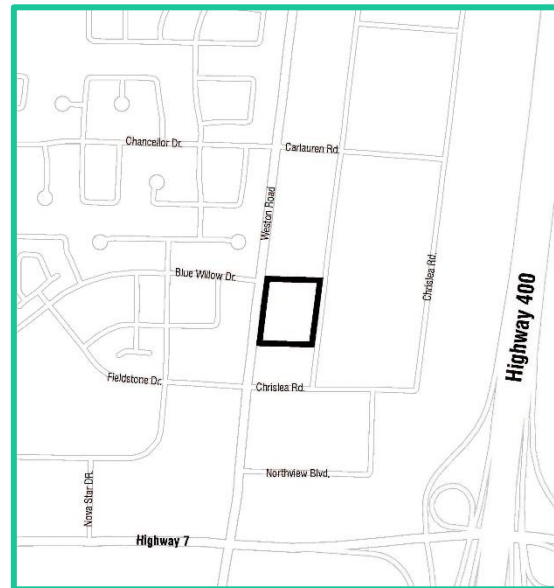 Chancellor Dr.
Carlauren Rd.
Weston Road
Blue Willow Dr.
Chrislea Rd.
Highway 400
Fieldstone Dr.
Chrislea Rd.
Nova Star DR.
Northview Blvd.
Highway 7